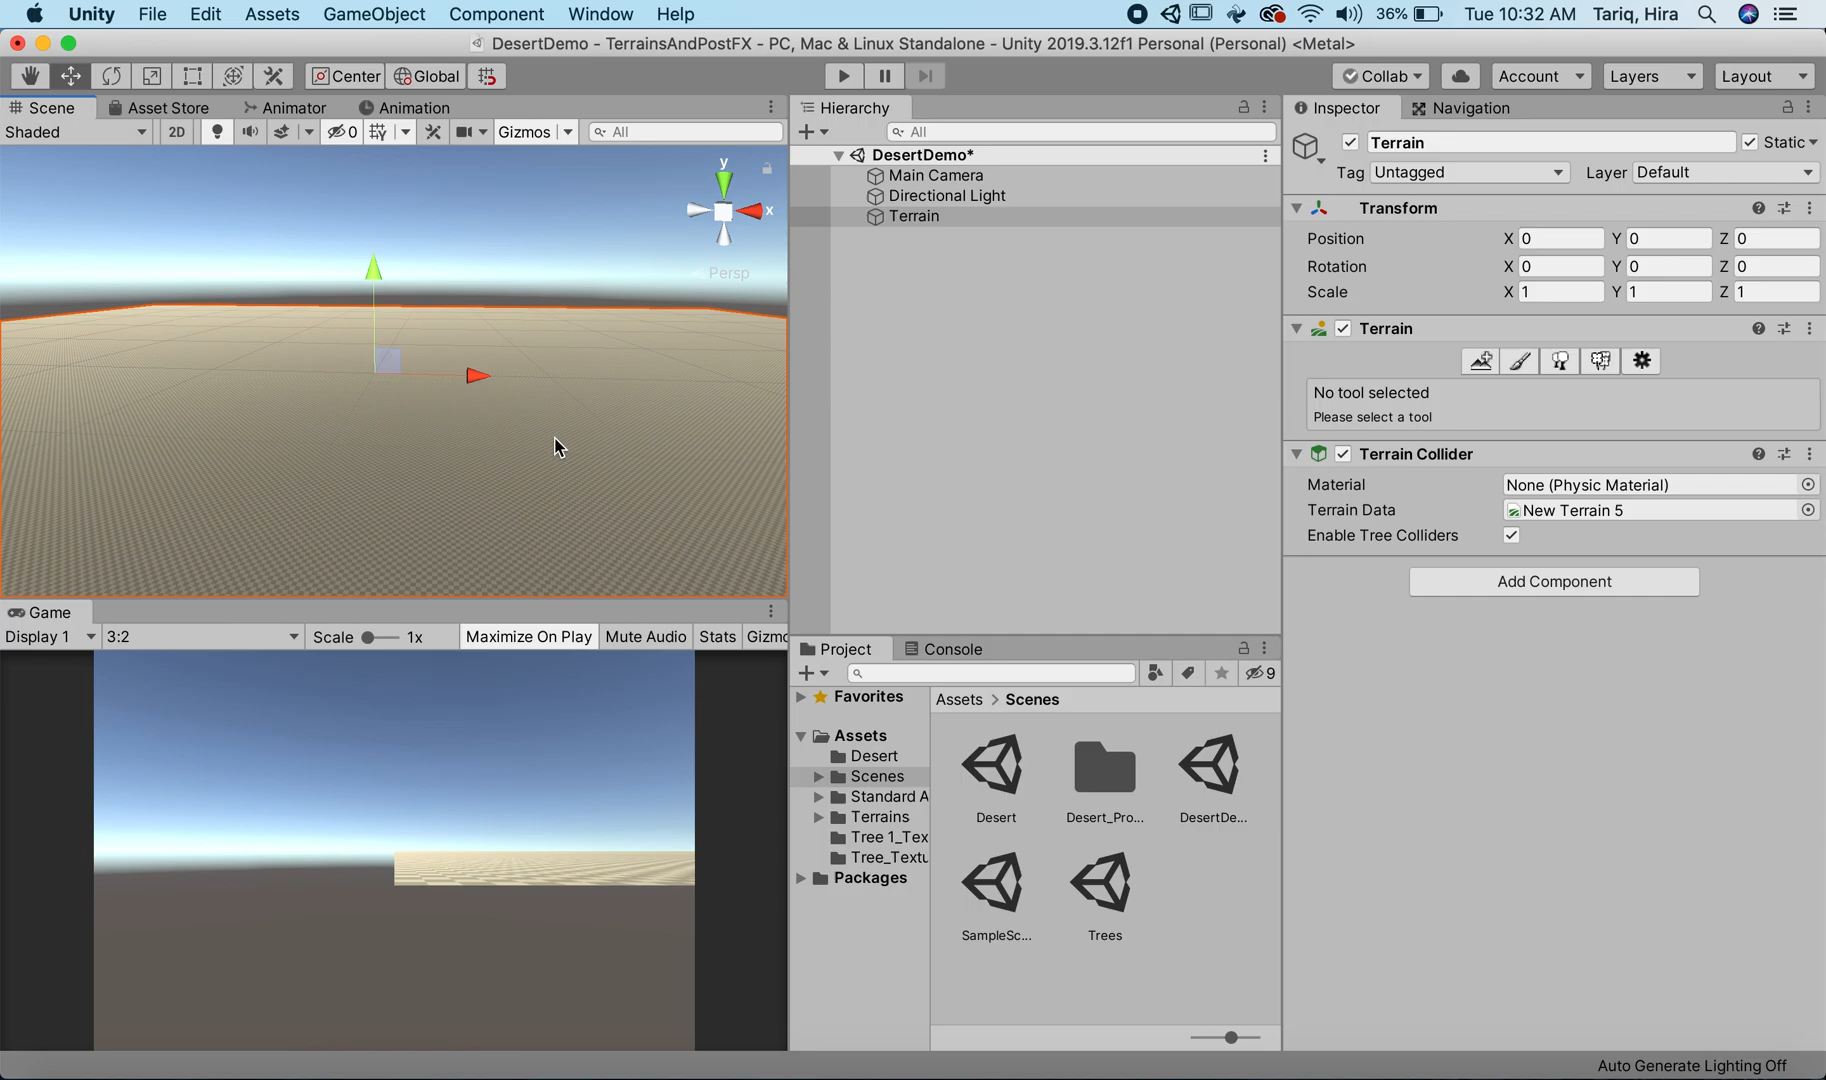 Unity File Edit Assets GameObject Component Window Help 36% Tue 10:32 AM Tariq, Hira
DesertDemo - TerrainsAndPostFX - PC, Mac & Linux Standalone - Unity 2019.3.12f1 Personal (Personal) <Metal>
Center Global Collab Account Layers Layout
Scene Asset Store Animator Animation
Shaded 2D 0 Gizmos All
y
x
Persp
Game
Display 1 3:2 Scale 1x Maximize On Play Mute Audio Stats Gizmo
Hierarchy
All
DesertDemo*
Main Camera
Directional Light
Terrain
Project Console
9
Favorites
Assets
Desert
Scenes
Standard A
Terrains
Tree 1_Tex
Tree_Textu
Packages
Assets > Scenes
Desert
Desert_Pro...
DesertDe...
SampleSc...
Trees
Inspector Navigation
Terrain Static
Tag Untagged Layer Default
Transform
Position X 0 Y 0 Z 0
Rotation X 0 Y 0 Z 0
Scale X 1 Y 1 Z 1
Terrain
No tool selected
Please select a tool
Terrain Collider
Material None (Physic Material)
Terrain Data New Terrain 5
Enable Tree Colliders
Add Component
Auto Generate Lighting Off